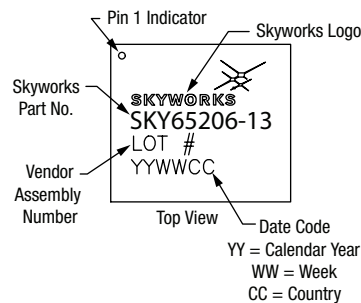 Pin 1 Indicator
Skyworks Logo
Skyworks
Part No.
SKYWORKS
SKY65206-13
LOT #
YYWWCC
Vendor
Assembly
Number
Top View
Date Code
YY = Calendar Year
WW = Week
CC = Country